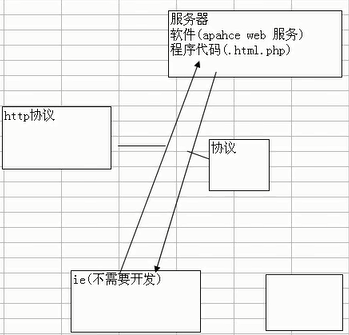 服务器
软件(apahce web 服务)
程序代码(.html.php)
http协议
协议
ie(不需要开发)